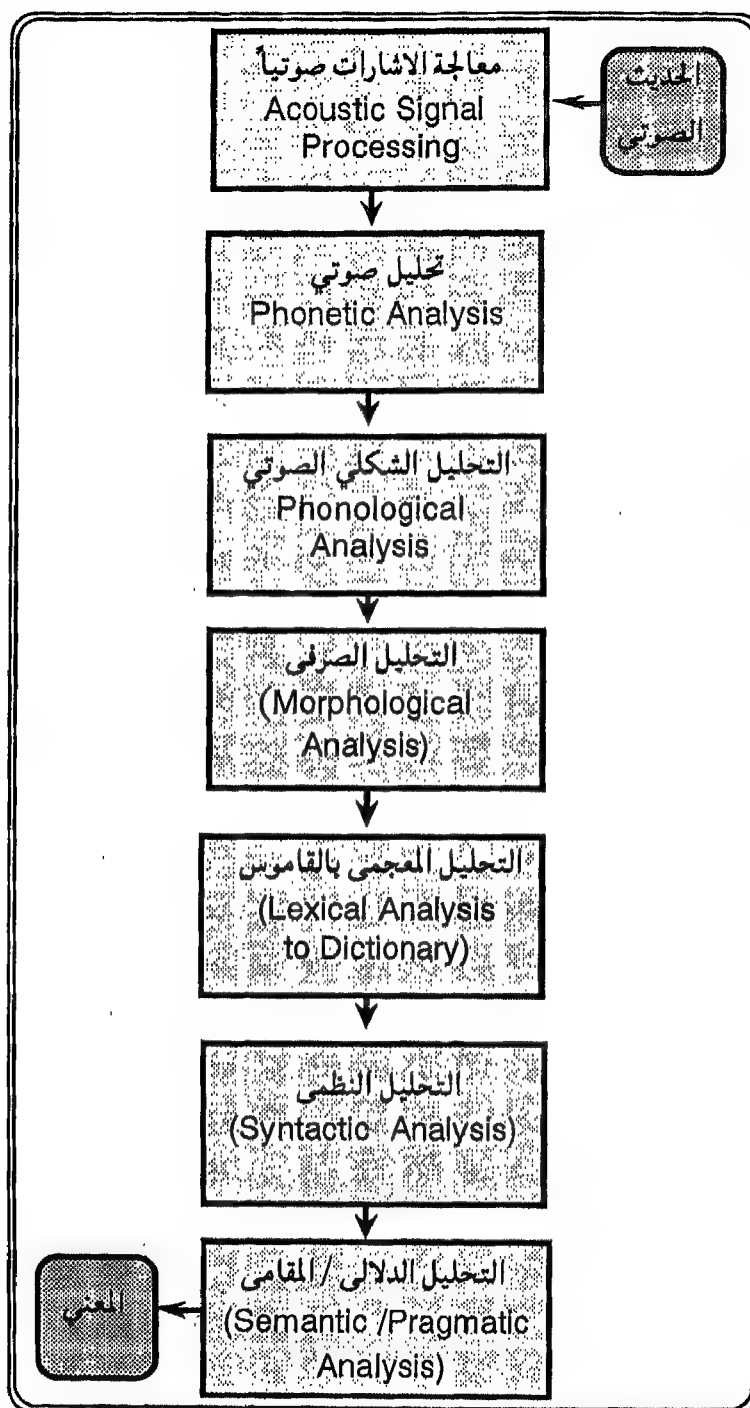 الحديث
الصوتي
معالجة الاشارات صوتياً
Acoustic Signal
Processing
تحليل صوتي
Phonetic Analysis
التحليل الشكلي الصوتي
Phonological
Analysis
التحليل الصرفى
(Morphological
Analysis)
التحليل المعجمى بالقاموس
(Lexical Analysis
to Dictionary)
التحليل النظمى
(Syntactic Analysis)
التحليل الدلالى / المقامى
(Semantic /Pragmatic
Analysis)
المعني